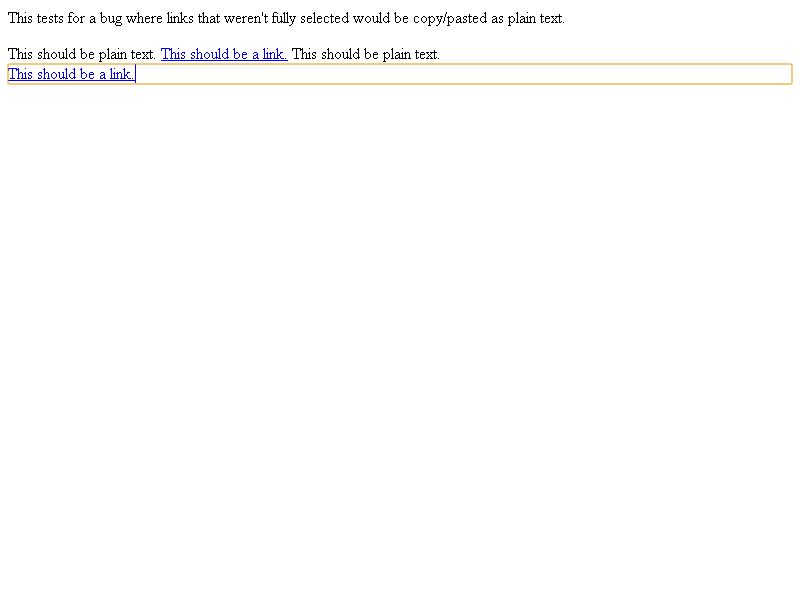 This tests for a bug where links that weren't fully selected would be copy/pasted as plain text.
This should be plain text. This should be a link. This should be plain text.
This should be a link.